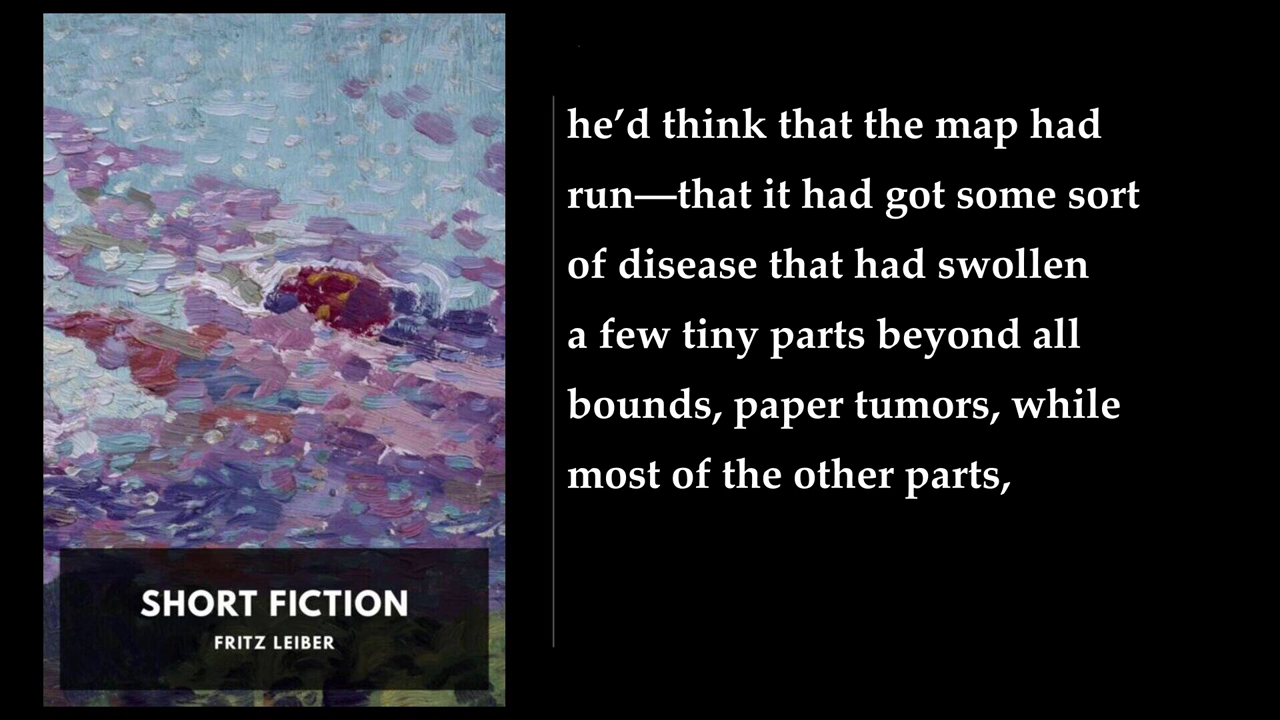 he’d think that the map had
run—that it had got some sort
of disease that had swollen
a few tiny parts beyond all
bounds, paper tumors, while
most of the other parts,
SHORT FICTION
FRITZ LEIBER